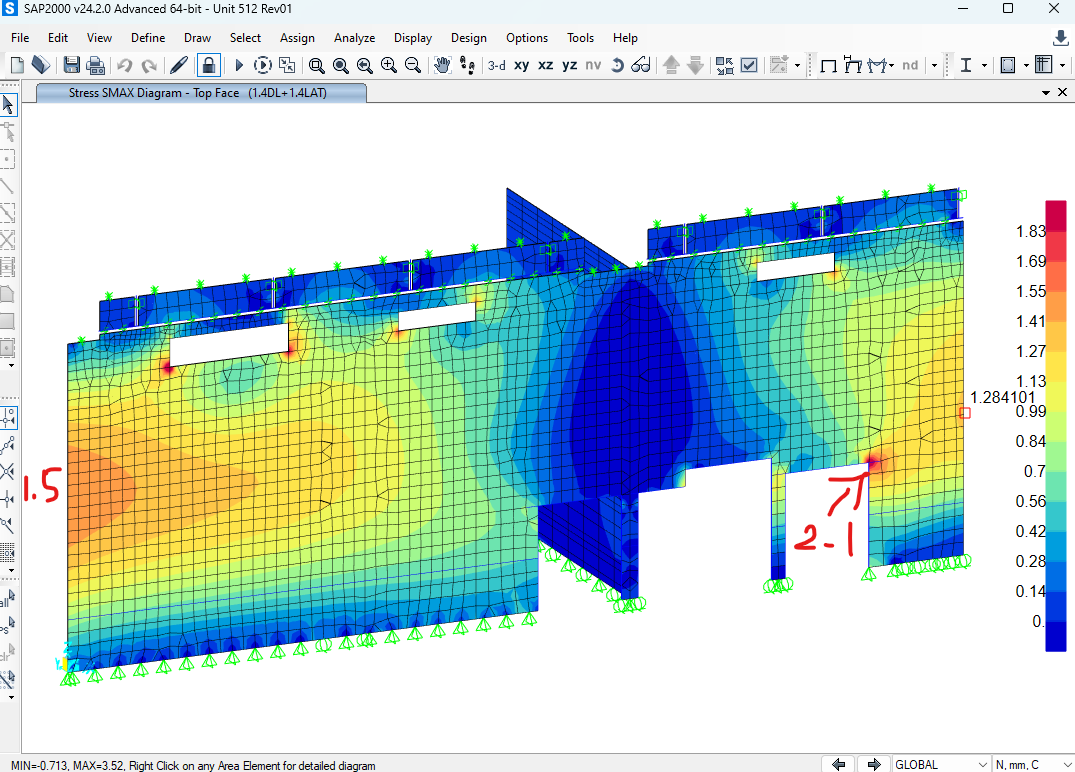 SAP2000 v24.2.0 Advanced 64-bit - Unit 512 Rev01
File Edit View Define Draw Select Assign Analyze Display Design Options Tools Help
3-d xy xz yz nv nd
Stress SMAX Diagram - Top Face (1.4DL+1.4LAT)
1.83
1.69
1.55
1.41
1.27
1.13
1.284101
0.99
0.84
0.7
0.56
0.42
0.28
0.14
0.
1.5
2-1
all
ps
clr
MIN=-0.713, MAX=3.52, Right Click on any Area Element for detailed diagram
GLOBAL
N, mm, C